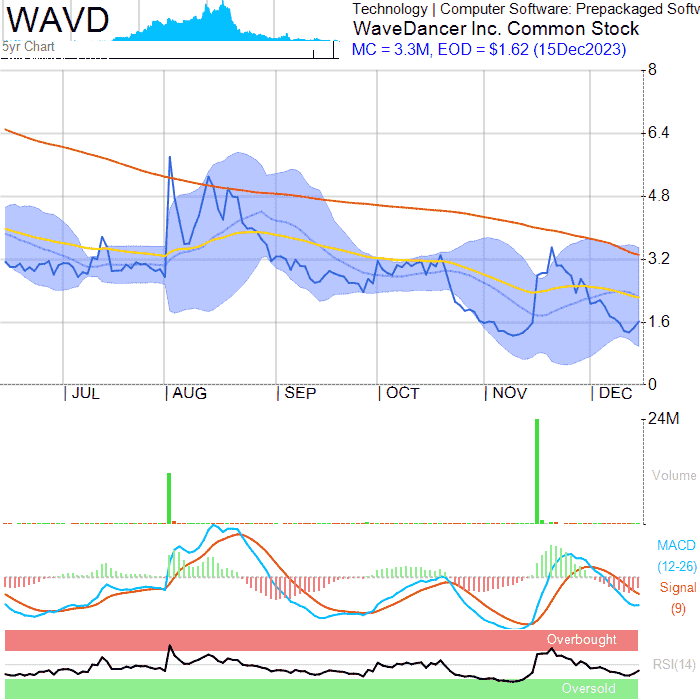 WAVD
Technology | Computer Software: Prepackaged Softw
WaveDancer Inc. Common Stock
5yr Chart
MC = 3.3M, EOD = $1.62 (15Dec2023)
8
6.4
4.8
3.2
1.6
0
JUL AUG SEP OCT NOV DEC
24M
Volume
MACD
(12-26)
Signal
(9)
Overbought
RSI(14)
Oversold